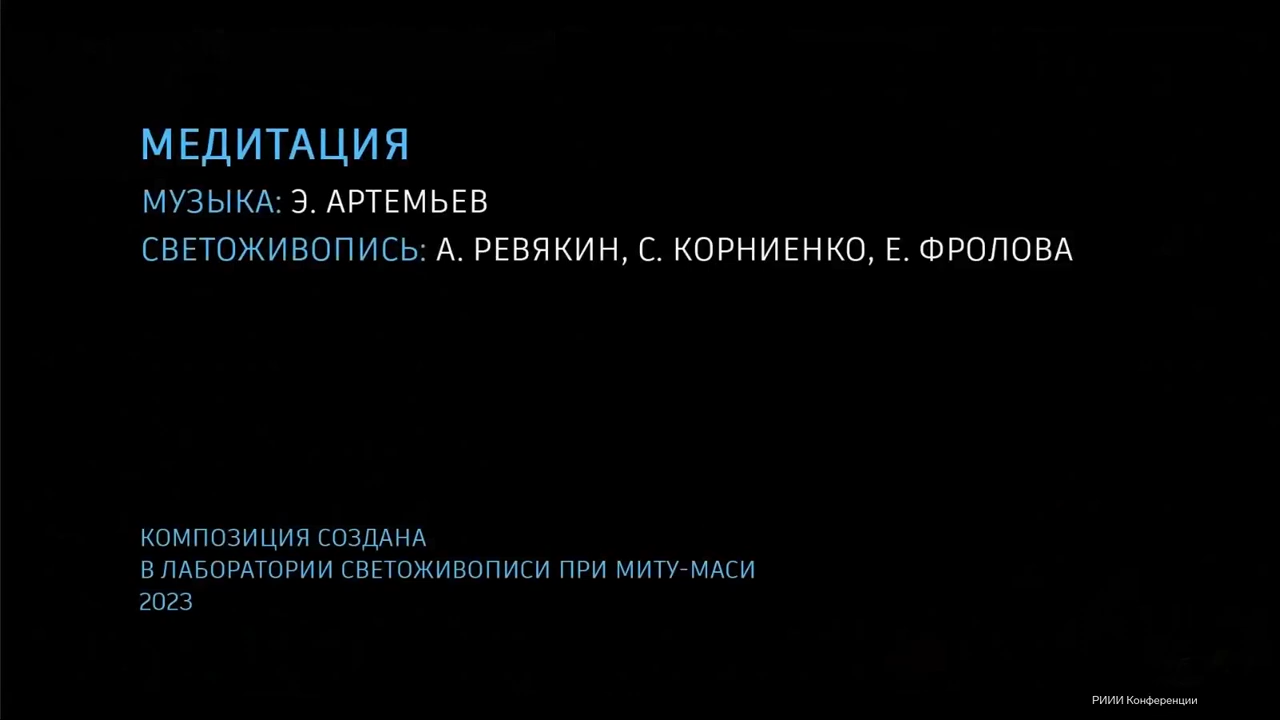 МЕДИТАЦИЯ
МУЗЫКА: Э. АРТЕМЬЕВ
СВЕТОЖИВОПИСЬ: А. РЕВЯКИН, С. КОРНИЕНКО, Е. ФРОЛОВА
КОМПОЗИЦИЯ СОЗДАНА
В ЛАБОРАТОРИИ СВЕТОЖИВОПИСИ ПРИ МИТУ-МАСИ
2023
РИИИ Конференции